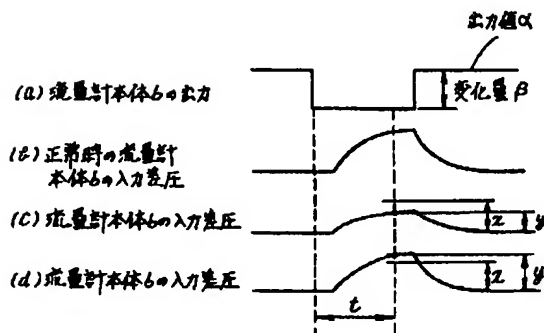 出力値α
(a) 流量計本体6の出力
変化量β
(b) 正常時の流量計
本体6の入力差圧
(c) 流量計本体6の入力差圧
x
y
(d) 流量計本体6の入力差圧
x
y
t